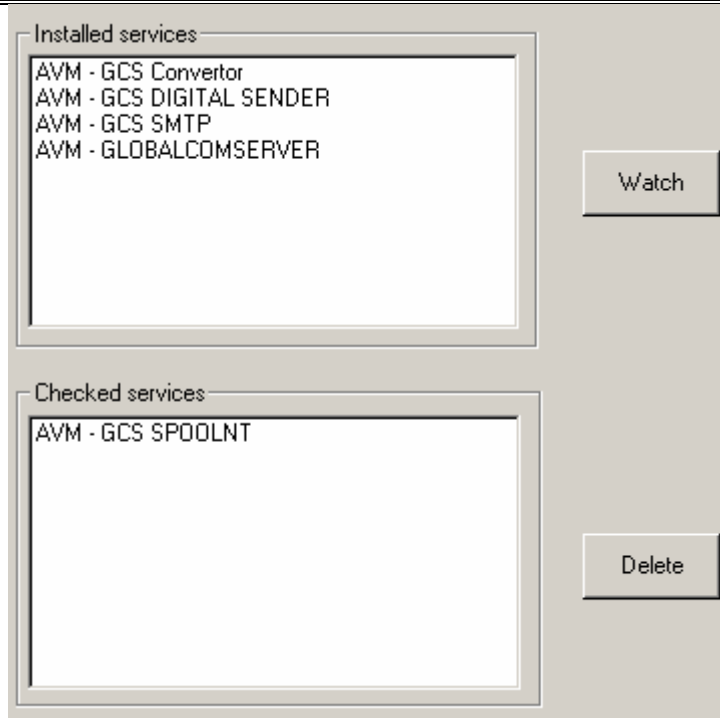 Installed services
AVM - GCS Convertor
AVM - GCS DIGITAL SENDER
AVM - GCS SMTP
AVM - GLOBALCOMSERVER
Watch
Checked services
AVM - GCS SPOOLNT
Delete